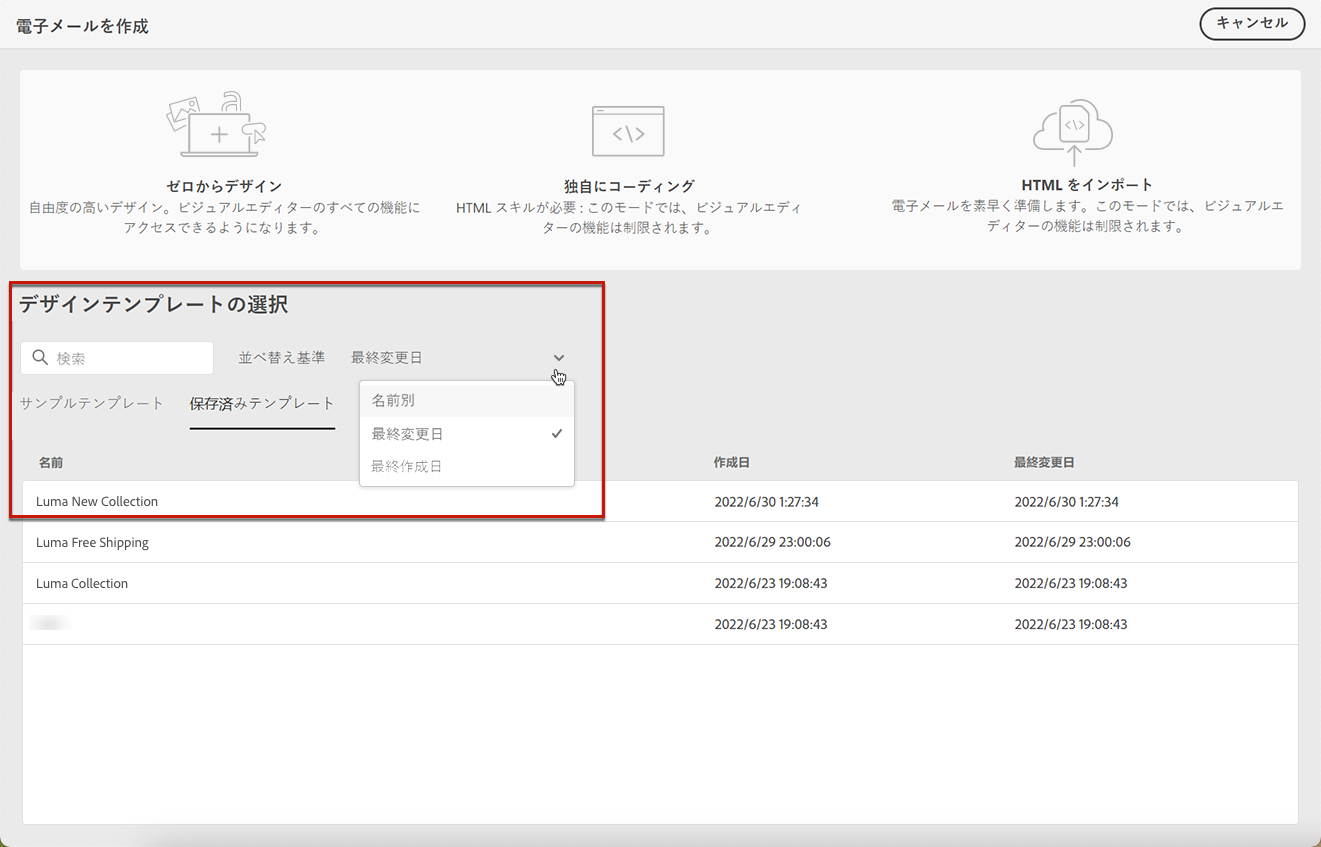 電子メールを作成
キャンセル
ゼロからデザイン
自由度の高いデザイン。ビジュアルエディターのすべての機能に
アクセスできるようになります。
独自にコーディング
HTML スキルが必要 : このモードでは、ビジュアルエディ
ターの機能は制限されます。
HTML をインポート
電子メールを素早く準備します。このモードでは、ビジュアルエ
ディターの機能は制限されます。
デザインテンプレートの選択
検索
並べ替え基準
最終変更日
サンプルテンプレート
保存済みテンプレート
名前別
最終変更日
最終作成日
名前
作成日
最終変更日
Luma New Collection
2022/6/30 1:27:34
2022/6/30 1:27:34
Luma Free Shipping
2022/6/29 23:00:06
2022/6/29 23:00:06
Luma Collection
2022/6/23 19:08:43
2022/6/23 19:08:43
2022/6/23 19:08:43
2022/6/23 19:08:43